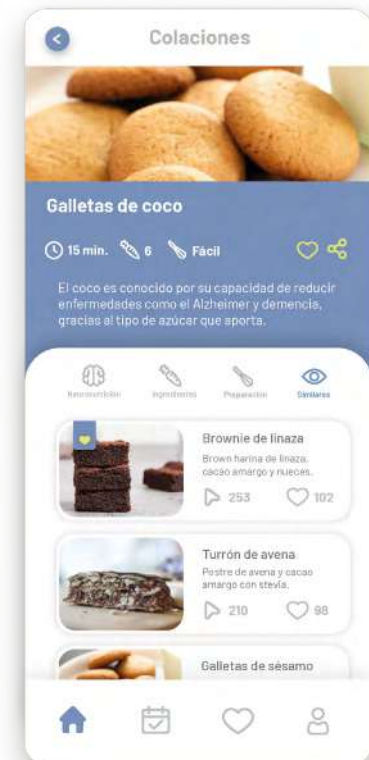 Colaciones
Galletas de coco
15 min. 6 Fácil
El coco es conocido por su capacidad de reducir
enfermedades como el Alzheimer y demencia,
gracias al tipo de azúcar que aporta.
Neuronutrición Ingredientes Preparación Similares
Brownie de linaza
Brown harina de linaza,
cacao amargo y nueces.
253 102
Turrón de avena
Postre de avena y cacao
amargo con stevia.
210 98
Galletas de sésamo